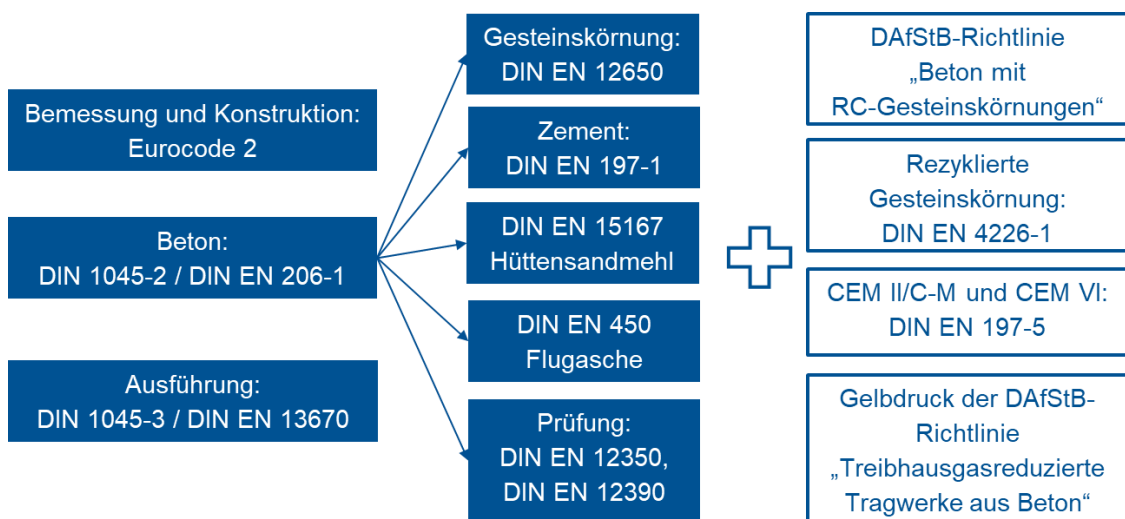 Bemessung und Konstruktion:
Eurocode 2
Beton:
DIN 1045-2 / DIN EN 206-1
Ausführung:
DIN 1045-3 / DIN EN 13670
Gesteinskörnung:
DIN EN 12650
Zement:
DIN EN 197-1
DIN EN 15167
Hüttensandmehl
DIN EN 450
Flugasche
Prüfung:
DIN EN 12350,
DIN EN 12390
DAfStB-Richtlinie
„Beton mit
RC-Gesteinskörnungen“
Rezyklierte
Gesteinskörnung:
DIN EN 4226-1
CEM II/C-M und CEM VI:
DIN EN 197-5
Gelbdruck der DAfStB-
Richtlinie
„Treibhausgasreduzierte
Tragwerke aus Beton“